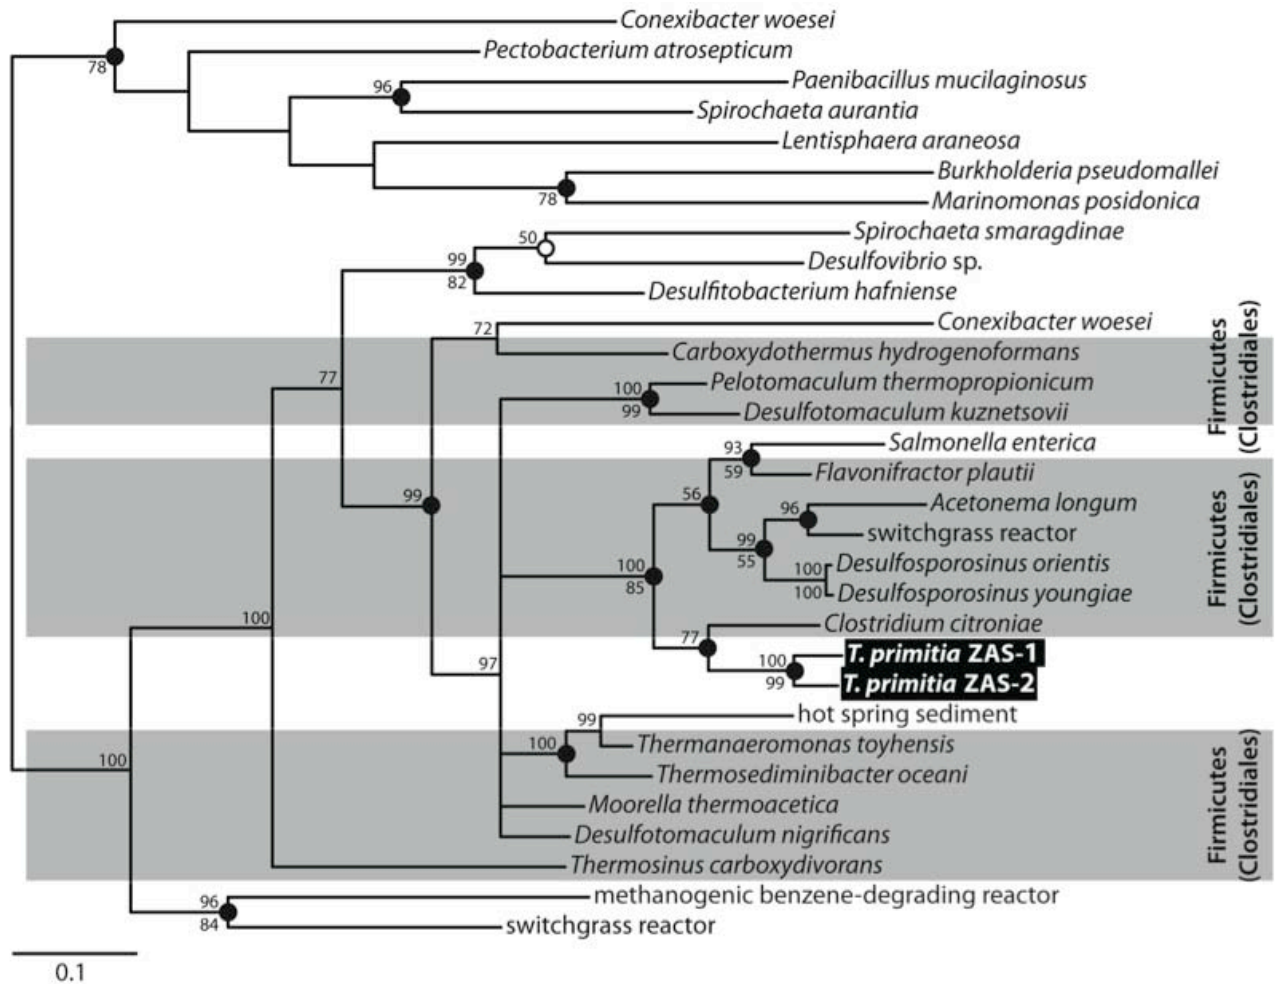 Conexibacter woesei
78
Pectobacterium atrosepticum
96
Paenibacillus mucilaginosus
Spirochaeta aurantia
Lentisphaera araneosa
Burkholderia pseudomallei
78
Marinomonas posidonica
50
Spirochaeta smaragdinae
99
Desulfovibrio sp.
82
Desulfitobacterium hafniense
72
Conexibacter woesei
Carboxydothermus hydrogenoformans
77
100
Pelotomaculum thermopropionicum
99
Desulfotomaculum kuznetsovii
Firmicutes
(Clostridiales)
93
Salmonella enterica
59
Flavonifractor plautii
99
56
96
Acetonema longum
switchgrass reactor
99
55
100
Desulfosporosinus orientis
100
85
100
Desulfosporosinus youngiae
Firmicutes
(Clostridiales)
100
77
Clostridium citroniae
97
100
T. primitia ZAS-1
99
T. primitia ZAS-2
99
hot spring sediment
100
Thermanaeromonas toyhensis
100
Thermosediminibacter oceani
Moorella thermoacetica
Desulfotomaculum nigrificans
Thermosinus carboxydivorans
Firmicutes
(Clostridiales)
96
methanogenic benzene-degrading reactor
84
switchgrass reactor
0.1